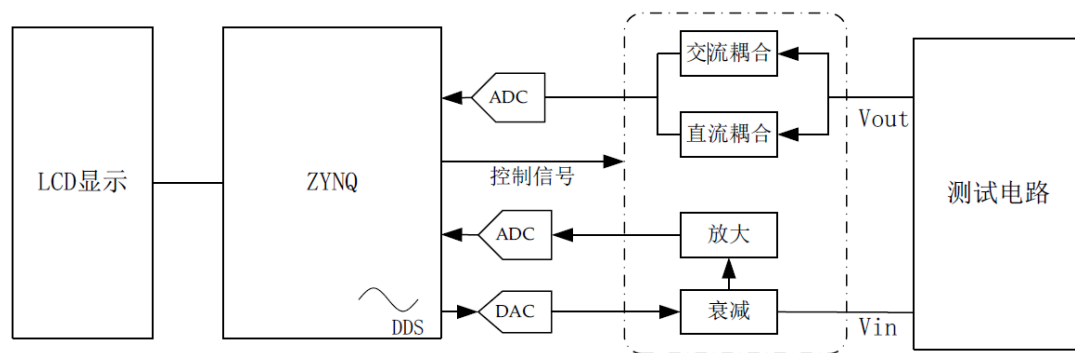 LCD显示
ZYNQ
DDS
ADC
控制信号
ADC
DAC
交流耦合
直流耦合
放大
衰减
Vout
Vin
测试电路